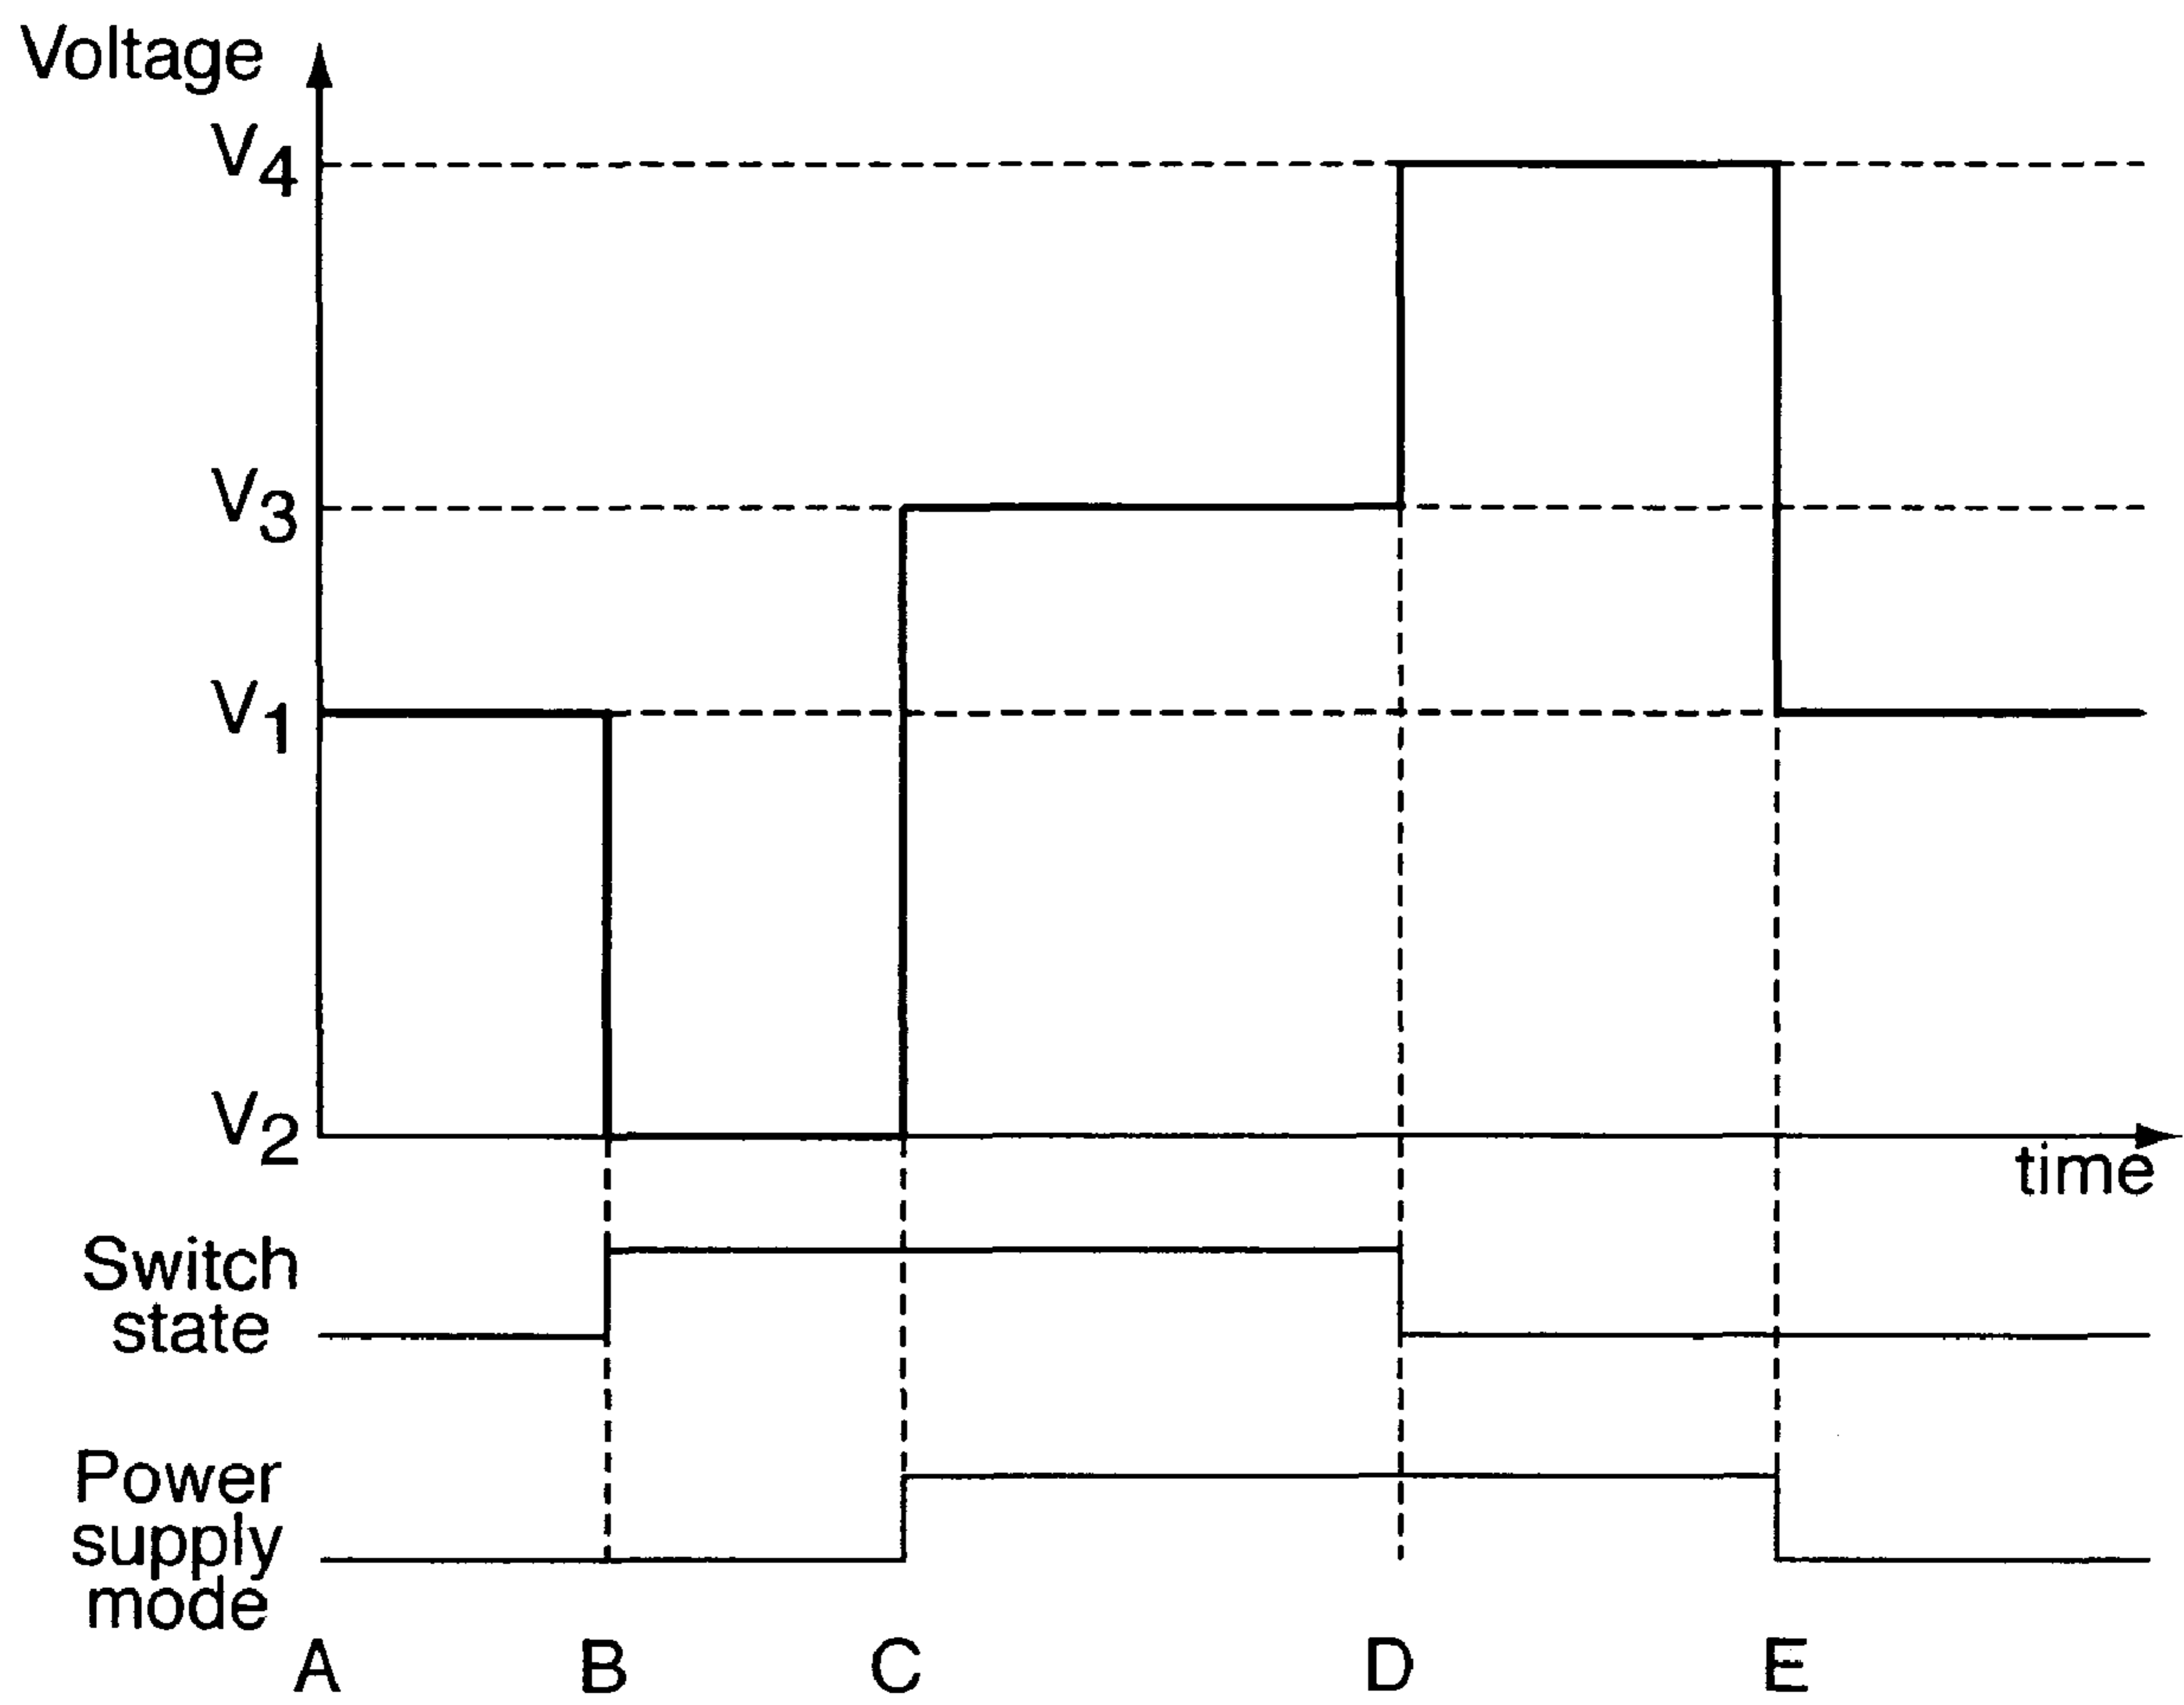 Voltage
V4
V3
V1
V2
time
Switch
state
Power
supply
mode
A B C D E